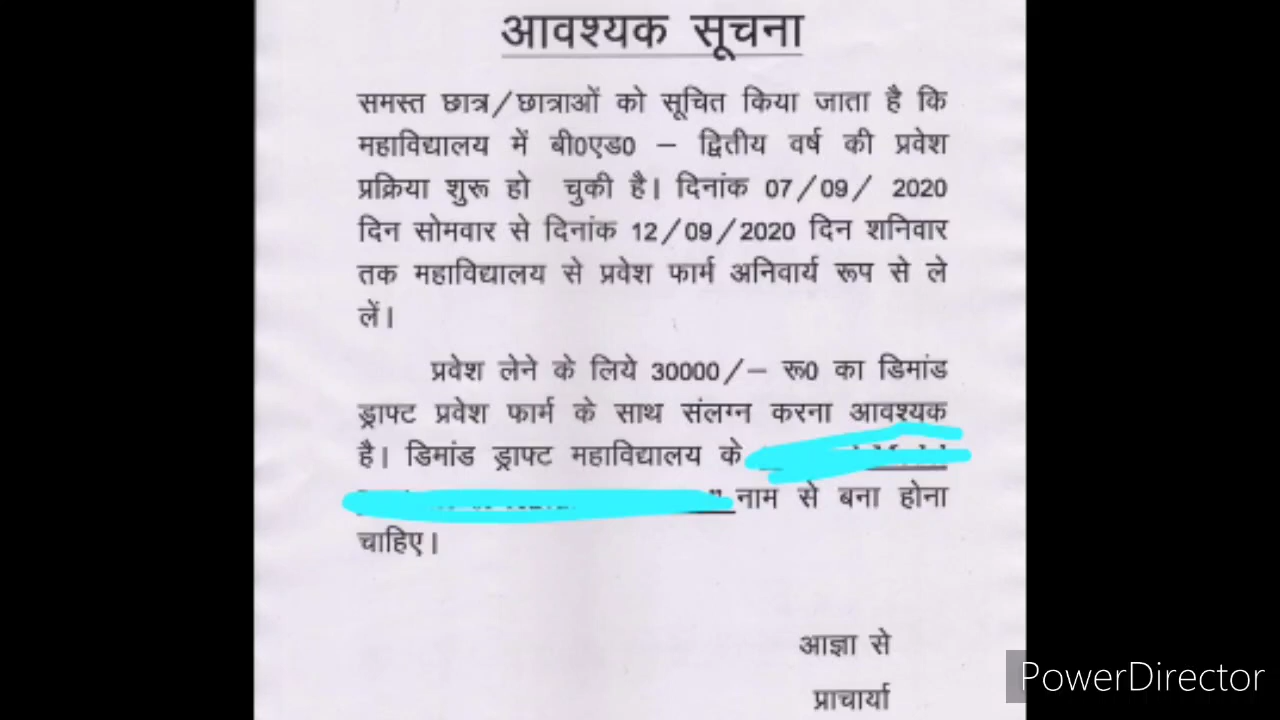 आवश्यक सूचना
समस्त छात्र/छात्राओं को सूचित किया जाता है कि
महाविद्यालय में बी0एड0 – द्वितीय वर्ष की प्रवेश
प्रक्रिया शुरू हो चुकी है। दिनांक 07/09/ 2020
दिन सोमवार से दिनांक 12/09/2020 दिन शनिवार
तक महाविद्यालय से प्रवेश फार्म अनिवार्य रूप से ले
लें।
प्रवेश लेने के लिये 30000/– रू0 का डिमांड
ड्राफ्ट प्रवेश फार्म के साथ संलग्न करना आवश्यक
है। डिमांड ड्राफ्ट महाविद्यालय के
" नाम से बना होना
चाहिए।
आज्ञा से
प्राचार्या
PowerDirector